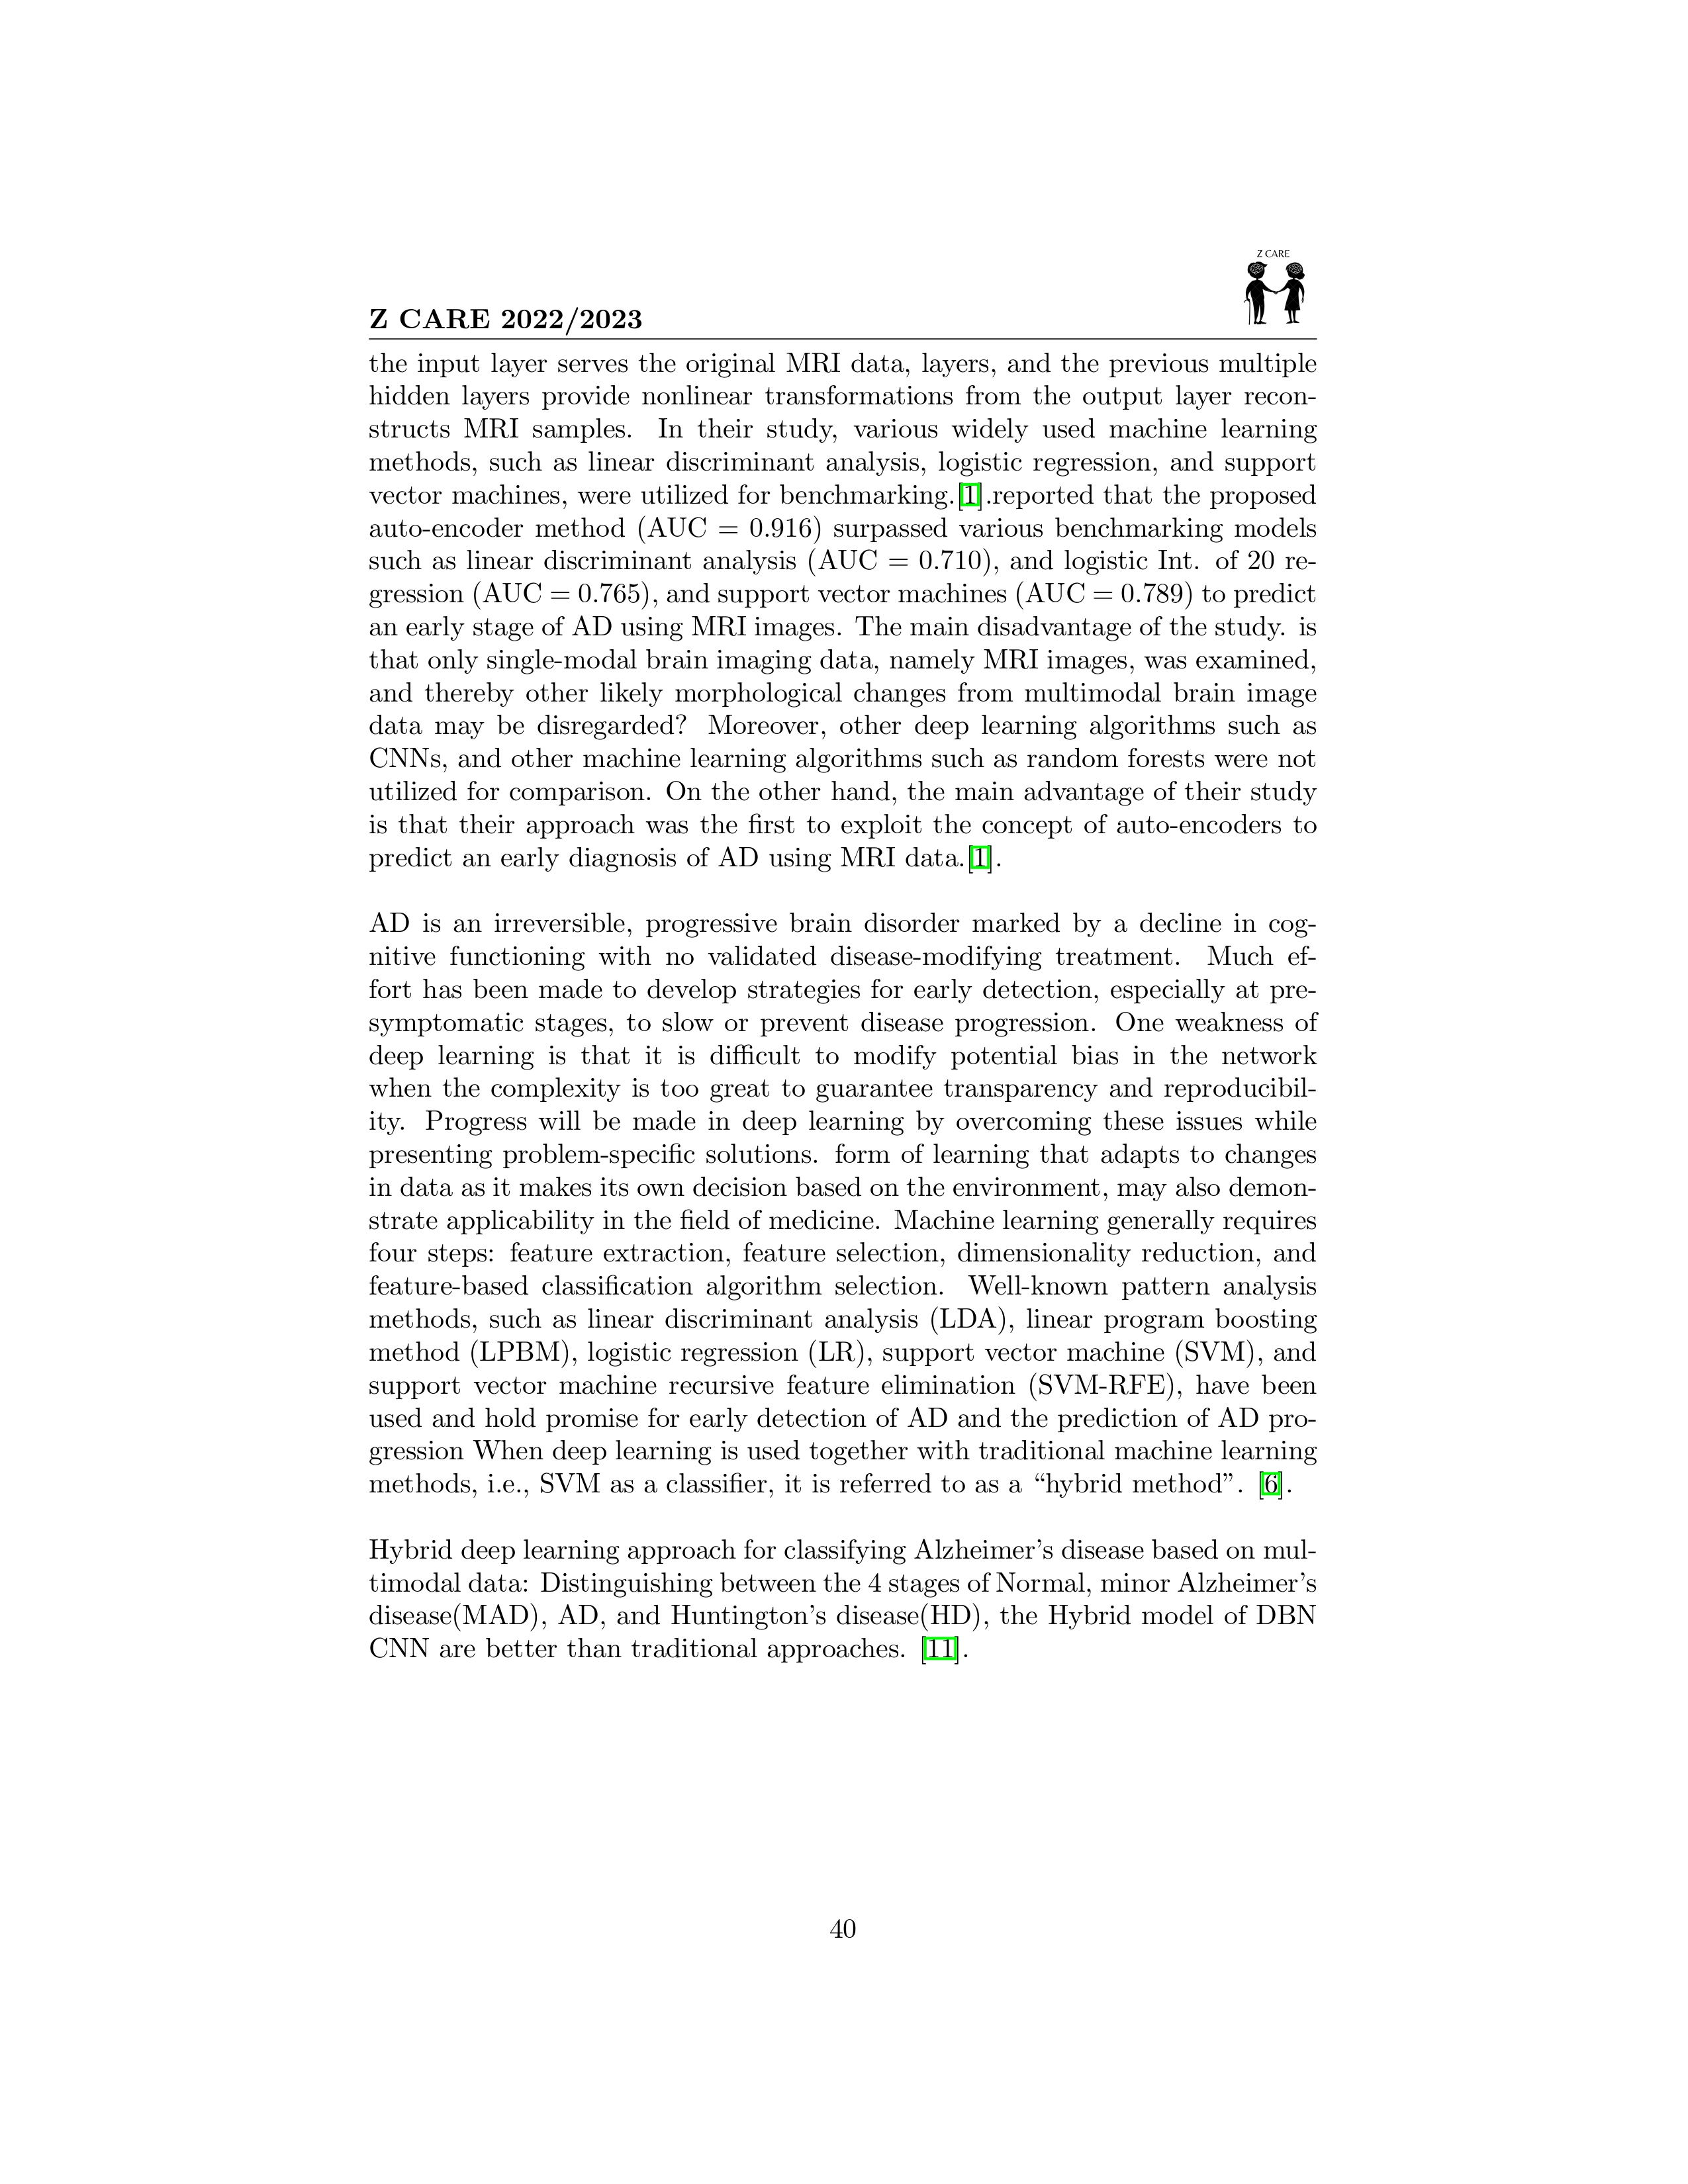 Z CARE
Z CARE 2022/2023
the input layer serves the original MRI data, layers, and the previous multiple
hidden layers provide nonlinear transformations from the output layer recon-
structs MRI samples. In their study, various widely used machine learning
methods, such as linear discriminant analysis, logistic regression, and support
vector machines, were utilized for benchmarking.[1].reported that the proposed
auto-encoder method (AUC = 0.916) surpassed various benchmarking models
such as linear discriminant analysis (AUC = 0.710), and logistic Int. of 20 re-
gression (AUC = 0.765), and support vector machines (AUC = 0.789) to predict
an early stage of AD using MRI images. The main disadvantage of the study. is
that only single-modal brain imaging data, namely MRI images, was examined,
and thereby other likely morphological changes from multimodal brain image
data may be disregarded? Moreover, other deep learning algorithms such as
CNNs, and other machine learning algorithms such as random forests were not
utilized for comparison. On the other hand, the main advantage of their study
is that their approach was the first to exploit the concept of auto-encoders to
predict an early diagnosis of AD using MRI data.[1].
AD is an irreversible, progressive brain disorder marked by a decline in cog-
nitive functioning with no validated disease-modifying treatment. Much ef-
fort has been made to develop strategies for early detection, especially at pre-
symptomatic stages, to slow or prevent disease progression. One weakness of
deep learning is that it is difficult to modify potential bias in the network
when the complexity is too great to guarantee transparency and reproducibil-
ity. Progress will be made in deep learning by overcoming these issues while
presenting problem-specific solutions. form of learning that adapts to changes
in data as it makes its own decision based on the environment, may also demon-
strate applicability in the field of medicine. Machine learning generally requires
four steps: feature extraction, feature selection, dimensionality reduction, and
feature-based classification algorithm selection. Well-known pattern analysis
methods, such as linear discriminant analysis (LDA), linear program boosting
method (LPBM), logistic regression (LR), support vector machine (SVM), and
support vector machine recursive feature elimination (SVM-RFE), have been
used and hold promise for early detection of AD and the prediction of AD pro-
gression When deep learning is used together with traditional machine learning
methods, i.e., SVM as a classifier, it is referred to as a “hybrid method”. [6].
Hybrid deep learning approach for classifying Alzheimer’s disease based on mul-
timodal data: Distinguishing between the 4 stages of Normal, minor Alzheimer’s
disease(MAD), AD, and Huntington’s disease(HD), the Hybrid model of DBN
CNN are better than traditional approaches. [11].
40